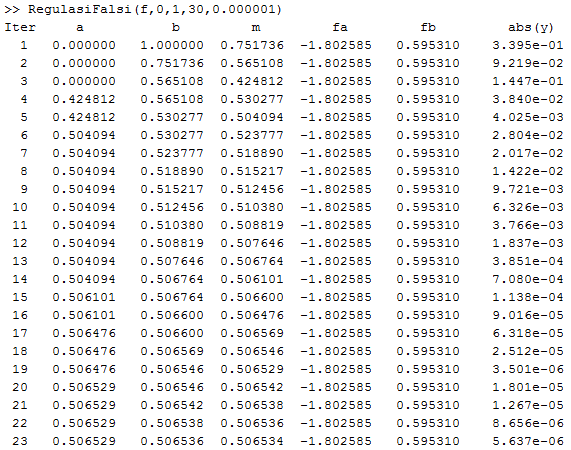 >> RegulasiFalsi(f,0,1,30,0.000001)
Iter a b m fa fb abs(y)
1 0.000000 1.000000 0.751736 -1.802585 0.595310 3.395e-01
2 0.000000 0.751736 0.565108 -1.802585 0.595310 9.219e-02
3 0.000000 0.565108 0.424812 -1.802585 0.595310 1.447e-01
4 0.424812 0.565108 0.530277 -1.802585 0.595310 3.840e-02
5 0.424812 0.530277 0.504094 -1.802585 0.595310 4.025e-03
6 0.504094 0.530277 0.523777 -1.802585 0.595310 2.804e-02
7 0.504094 0.523777 0.518890 -1.802585 0.595310 2.017e-02
8 0.504094 0.518890 0.515217 -1.802585 0.595310 1.422e-02
9 0.504094 0.515217 0.512456 -1.802585 0.595310 9.721e-03
10 0.504094 0.512456 0.510380 -1.802585 0.595310 6.326e-03
11 0.504094 0.510380 0.508819 -1.802585 0.595310 3.766e-03
12 0.504094 0.508819 0.507646 -1.802585 0.595310 1.837e-03
13 0.504094 0.507646 0.506764 -1.802585 0.595310 3.851e-04
14 0.504094 0.506764 0.506101 -1.802585 0.595310 7.080e-04
15 0.506101 0.506764 0.506600 -1.802585 0.595310 1.138e-04
16 0.506101 0.506600 0.506476 -1.802585 0.595310 9.016e-05
17 0.506476 0.506600 0.506569 -1.802585 0.595310 6.318e-05
18 0.506476 0.506569 0.506546 -1.802585 0.595310 2.512e-05
19 0.506476 0.506546 0.506529 -1.802585 0.595310 3.501e-06
20 0.506529 0.506546 0.506542 -1.802585 0.595310 1.801e-05
21 0.506529 0.506542 0.506538 -1.802585 0.595310 1.267e-05
22 0.506529 0.506538 0.506536 -1.802585 0.595310 8.656e-06
23 0.506529 0.506536 0.506534 -1.802585 0.595310 5.637e-06